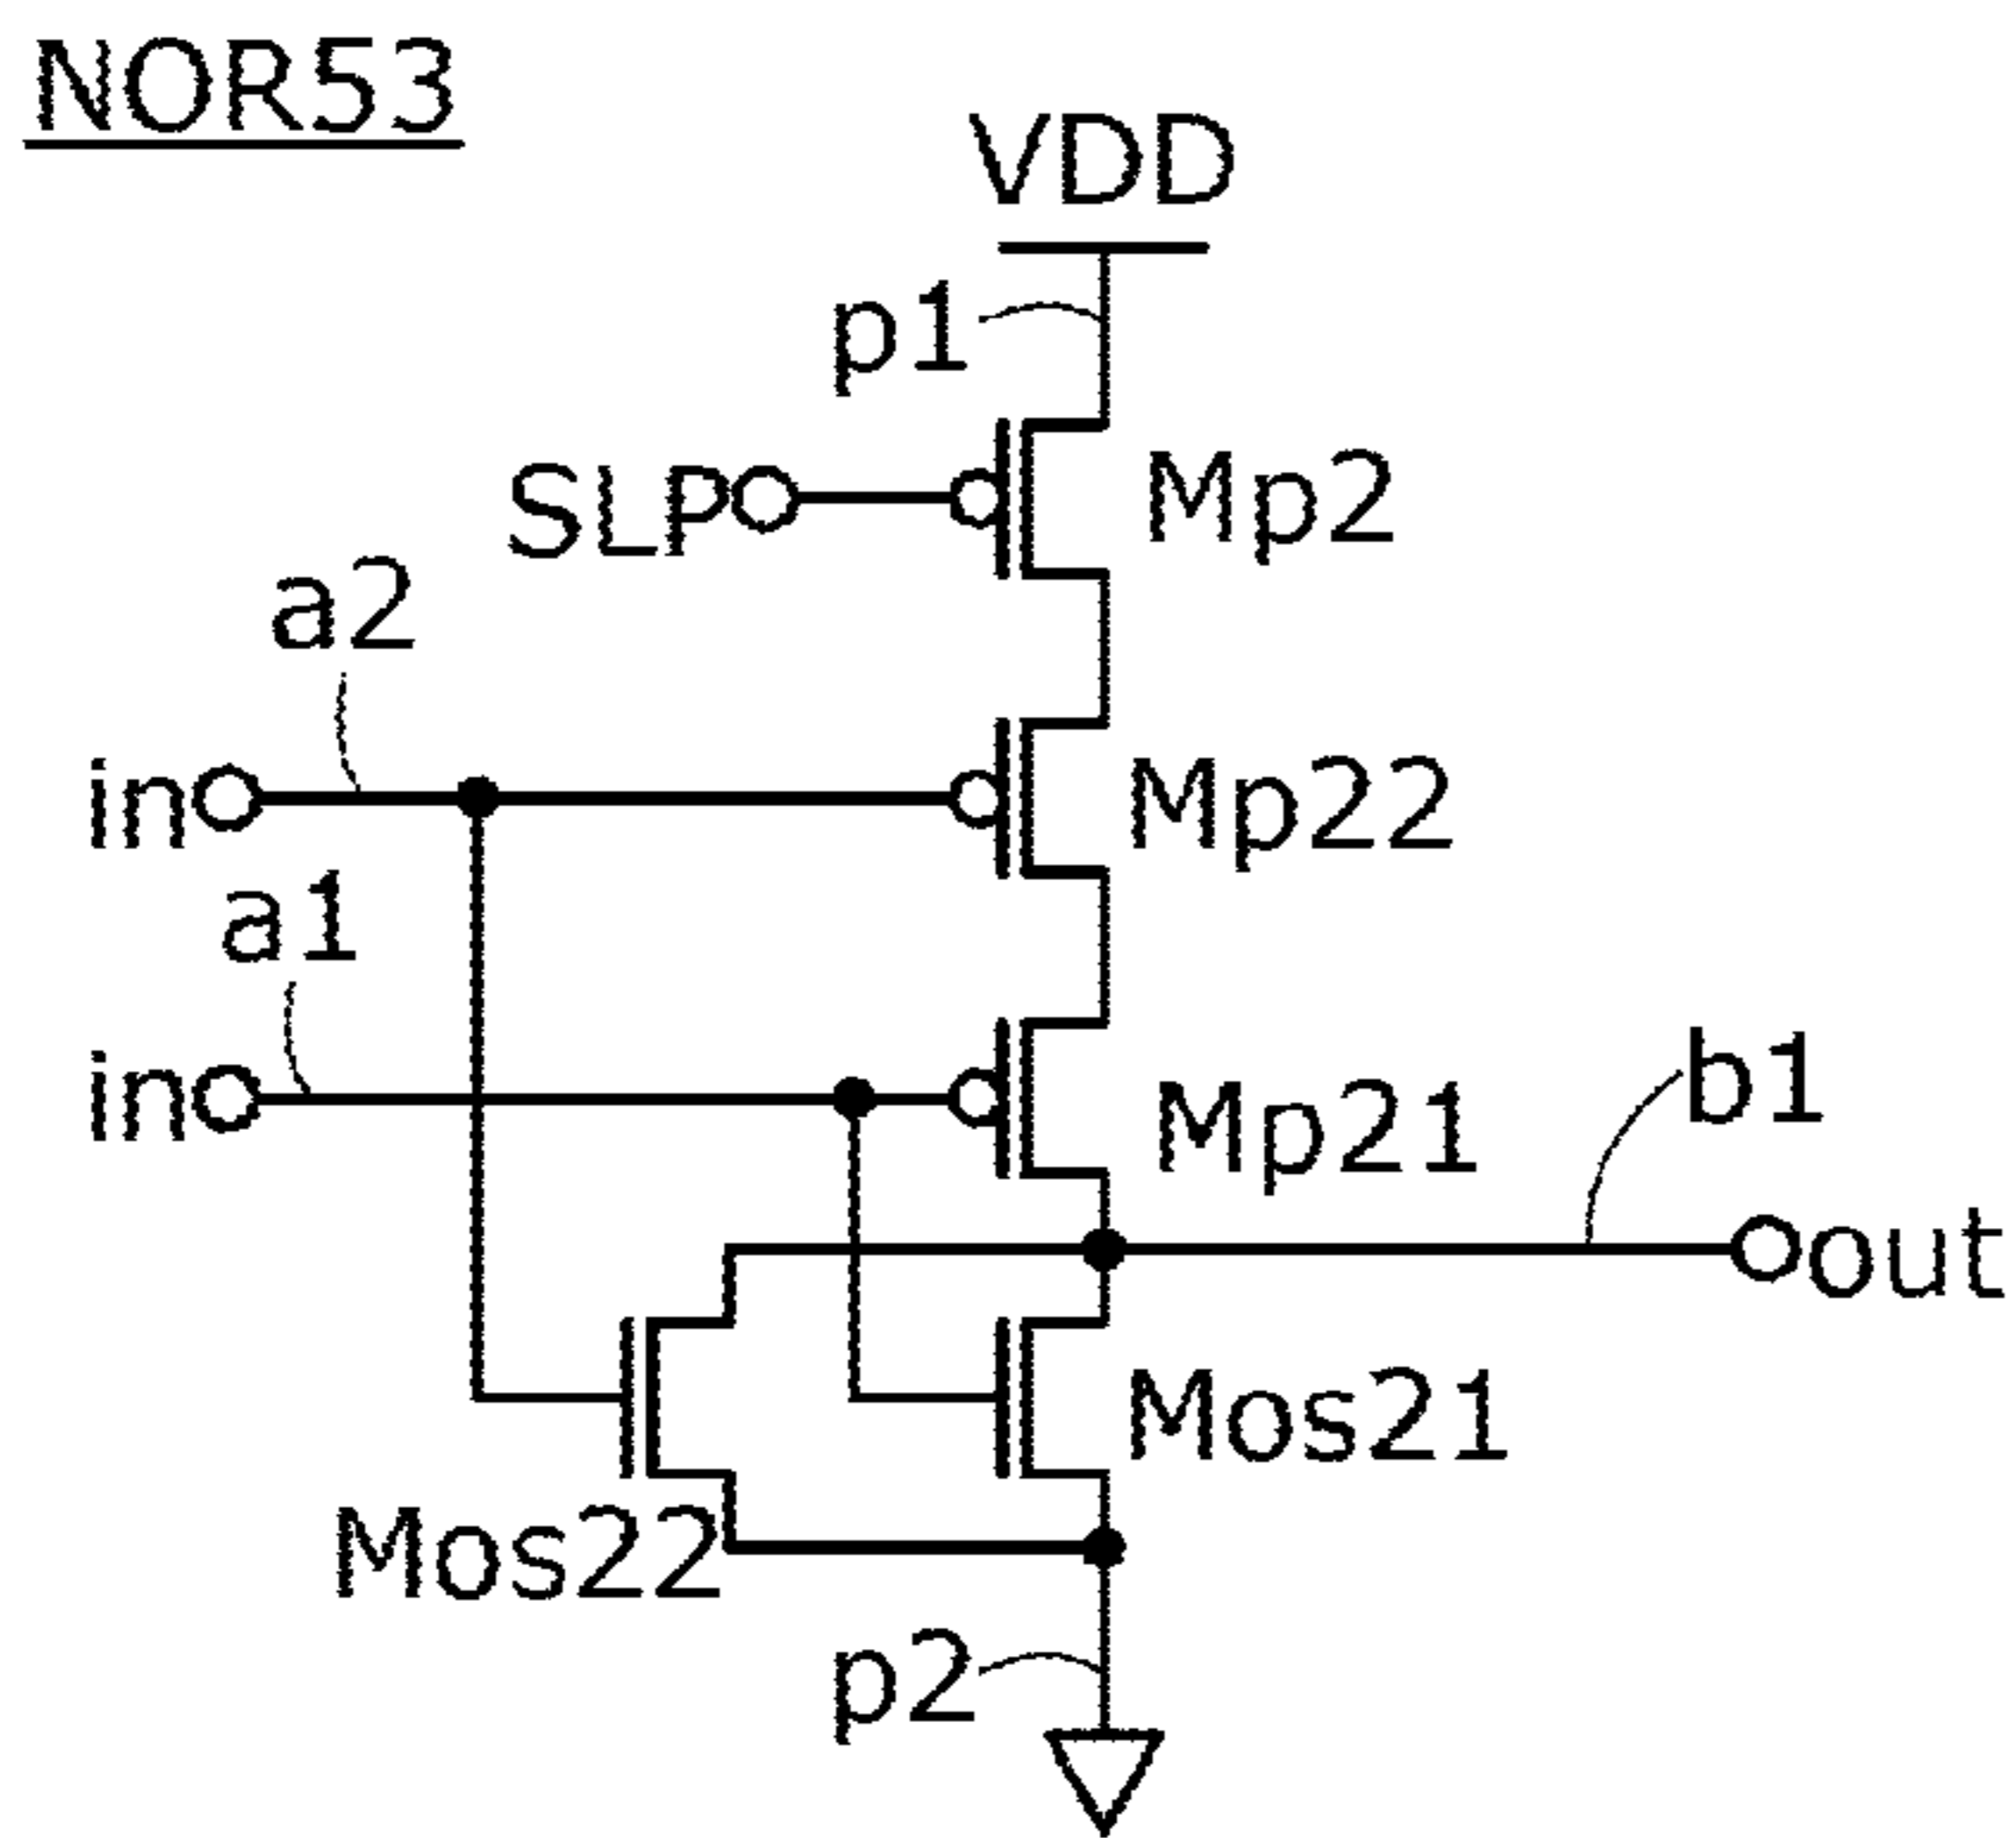 NOR53
VDD
p1
SLP
Mp2
a2
in
Mp22
a1
in
Mp21
b1
out
Mos21
Mos22
p2